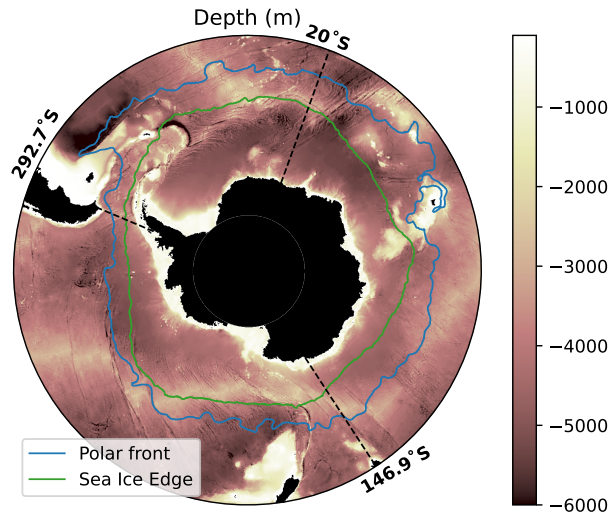 Depth (m)
20°S
292.7°S
146.9°S
Polar front
Sea Ice Edge
−1000
−2000
−3000
−4000
−5000
−6000